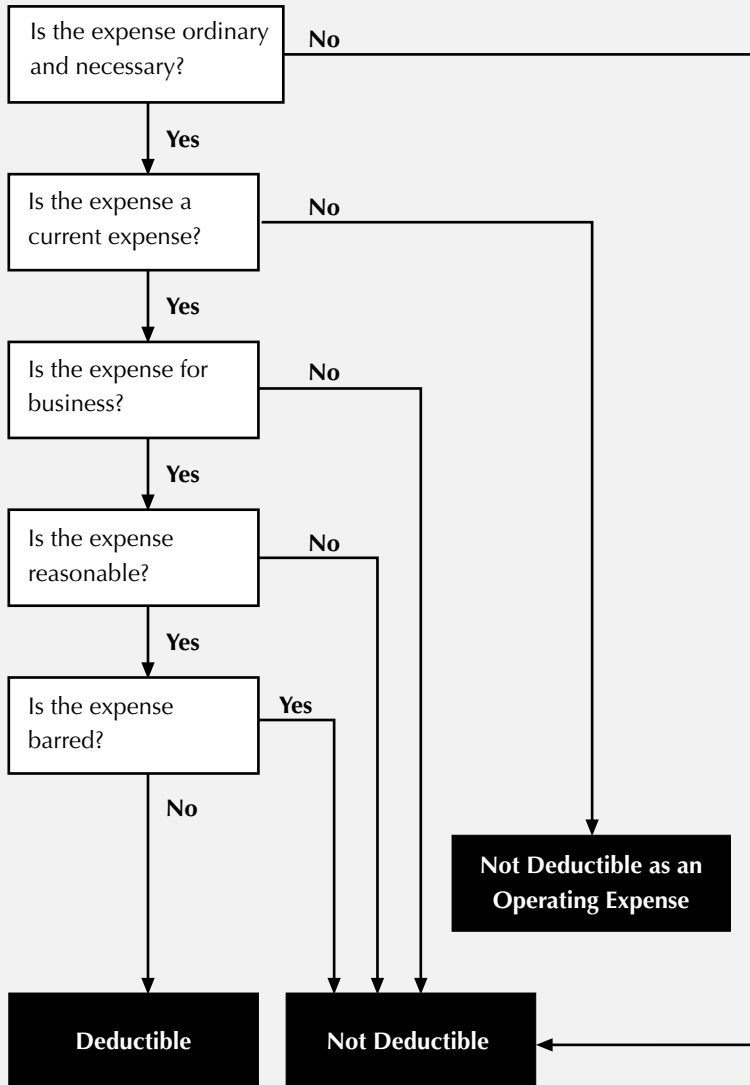 Is the expense ordinary
and necessary?
No
Yes
Is the expense a
current expense?
No
Yes
Is the expense for
business?
No
Yes
Is the expense
reasonable?
No
Yes
Is the expense
barred?
Yes
No
Not Deductible as an
Operating Expense
Deductible
Not Deductible